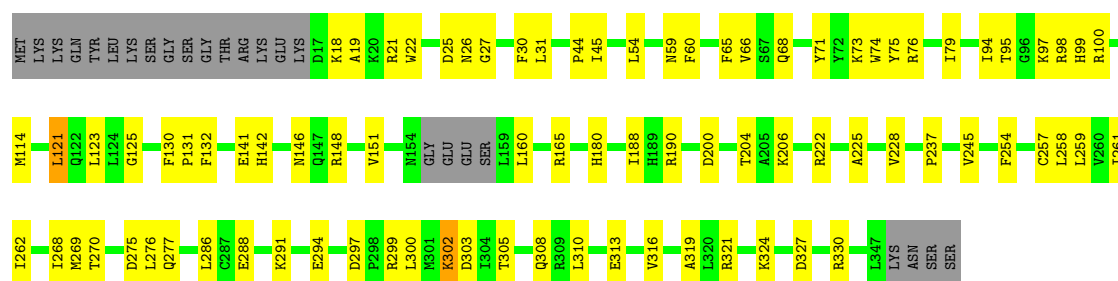 MET LYS LYS GLN TYR LEU LYS SER GLY SER GLY THR ARG LYS GLU LYS D17 K18 A19 K20 R21 W22 D25 N26 G27 F30 L31 P44 I45 L54 N59 F60 F65 V66 S67 Q68 Y71 Y72 K73 W74 Y75 R76 I79 I94 T95 G96 K97 R98 H99 R100
M114 L121 Q122 L123 L124 G125 F130 P131 F132 E141 H142 N146 Q147 R148 V151 N154 GLY GLU GLU SER L159 L160 R165 H180 I188 H189 R190 D200 T204 A205 K206 R222 A225 V228 P237 V245 F254 C257 L258 L259 V260 I261
I262 I268 M269 T270 D275 L276 Q277 L286 C287 E288 K291 E294 D297 P298 R299 L300 M301 K302 D303 I304 T305 Q308 R309 L310 E313 V316 A319 L320 R321 K324 D327 R330 L347 LYS ASN SER SER